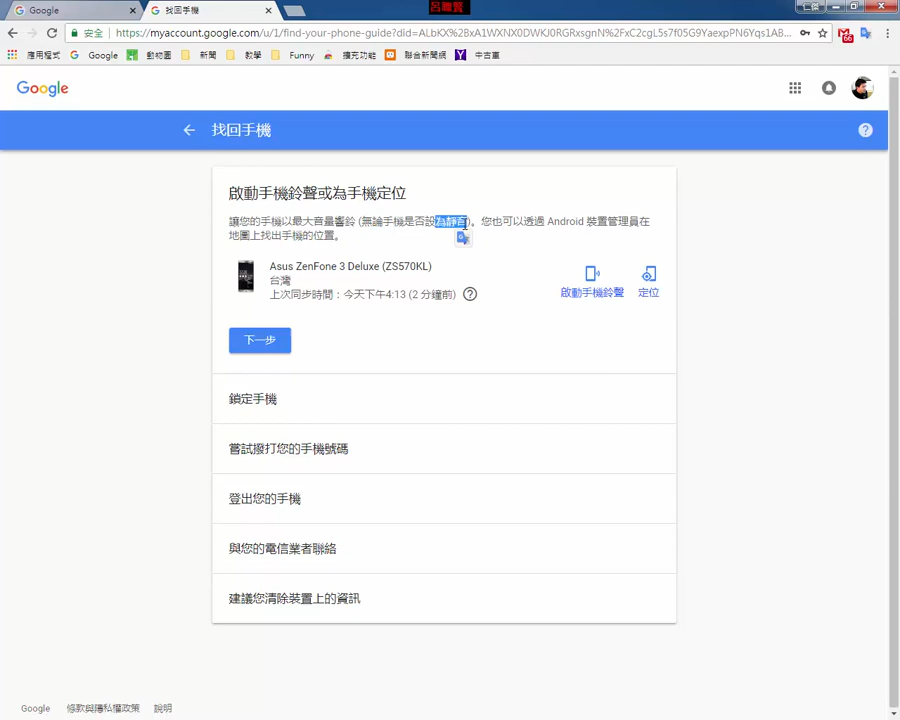 Google
找回手機
呂聰賢
安全
https://myaccount.google.com/u/1/find-your-phone-guide?did=ALbKX%2BxA1WXNX0DWKJ0RGRxsgnN%2FxC2cgL5s7f05G9YaexpPN6Yqs1AB...
應用程式
Google
動物園
新聞
教學
Funny
擴充功能
聯合新聞網
中古車
Google
找回手機
啟動手機鈴聲或為手機定位
讓您的手機以最大音量響鈴 (無論手機是否設為靜音)。您也可以透過 Android 裝置管理員在
地圖上找出手機的位置。
Asus ZenFone 3 Deluxe (ZS570KL)
台灣
上次同步時間：今天下午4:13 (2 分鐘前)
啟動手機鈴聲
定位
下一步
鎖定手機
嘗試撥打您的手機號碼
登出您的手機
與您的電信業者聯絡
建議您清除裝置上的資訊
Google
條款與隱私權政策
說明